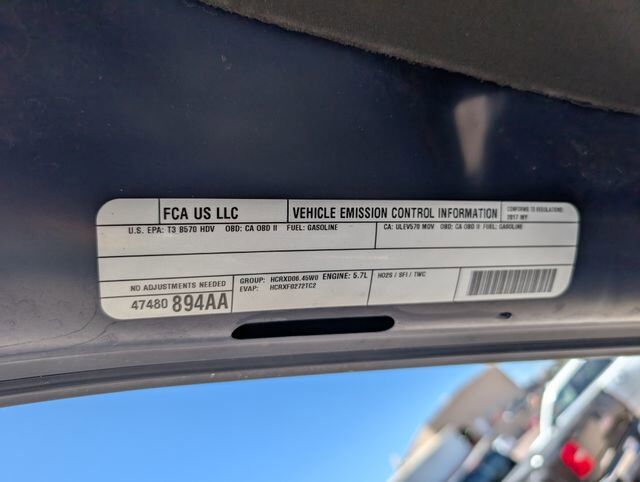 FCA US LLC
VEHICLE EMISSION CONTROL INFORMATION
CONFORMS TO REGULATIONS:
2017 MY
U.S. EPA: T3 B570 HDV OBD: CA OBD II FUEL: GASOLINE
CA: ULEV570 MDV OBD: CA OBD II FUEL: GASOLINE
NO ADJUSTMENTS NEEDED
47480 894AA
GROUP: HCRXD06.45W0 ENGINE: 5.7L
EVAP: HCRXF0272TC2
HO2S / SFI / TWC